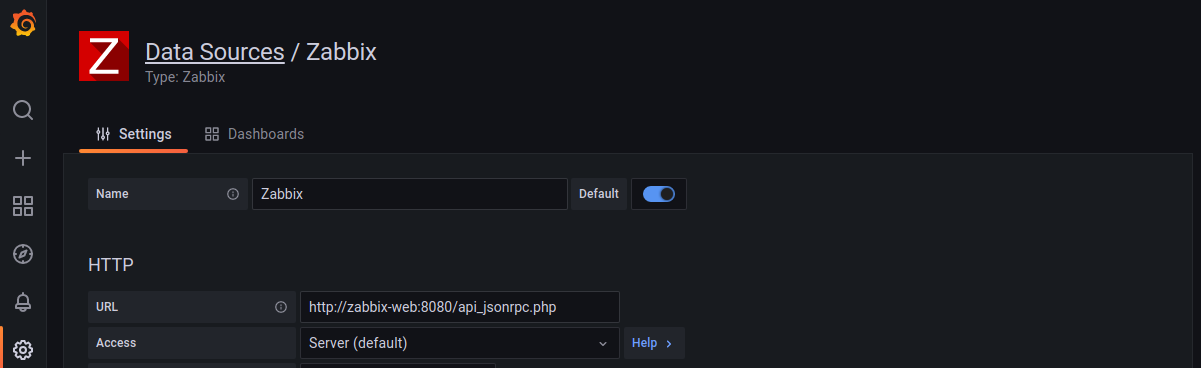 Z
Data Sources / Zabbix
Type: Zabbix
Settings Dashboards
Name Zabbix Default
HTTP
URL http://zabbix-web:8080/api_jsonrpc.php
Access Server (default) Help